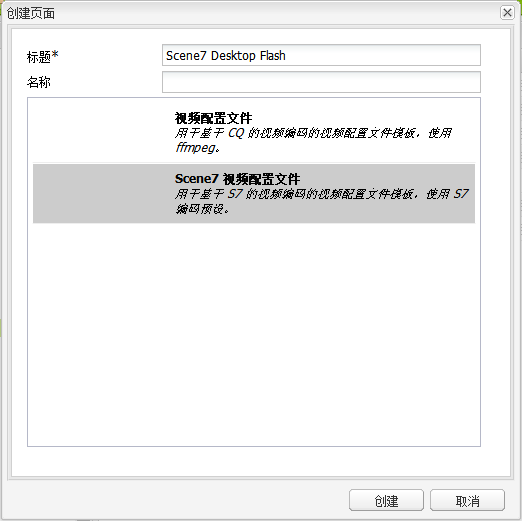 创建页面
标题*
Scene7 Desktop Flash
名称
视频配置文件
用于基于 CQ 的视频编码的视频配置文件模板，使用
ffmpeg。
Scene7 视频配置文件
用于基于 S7 的视频编码的视频配置文件模板，使用 S7
编码预设。
创建
取消